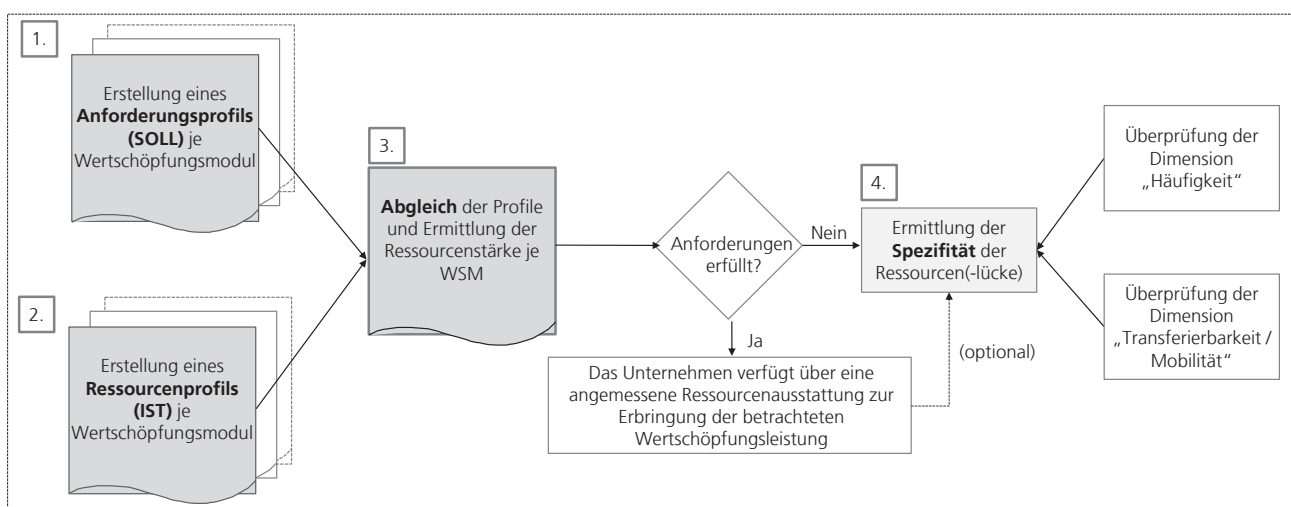 1.
Erstellung eines
Anforderungsprofils
(SOLL) je
Wertschöpfungsmodul
2.
Erstellung eines
Ressourcenprofils
(IST) je
Wertschöpfungsmodul
3.
Abgleich der Profile
und Ermittlung der
Ressourcenstärke je
WSM
Anforderungen
erfüllt?
Nein
Ja
Das Unternehmen verfügt über eine
angemessene Ressourcenausstattung zur
Erbringung der betrachteten
Wertschöpfungsleistung
(optional)
4.
Ermittlung der
Spezifität der
Ressourcen(-lücke)
Überprüfung der
Dimension
„Häufigkeit“
Überprüfung der
Dimension
„Transferierbarkeit /
Mobilität“